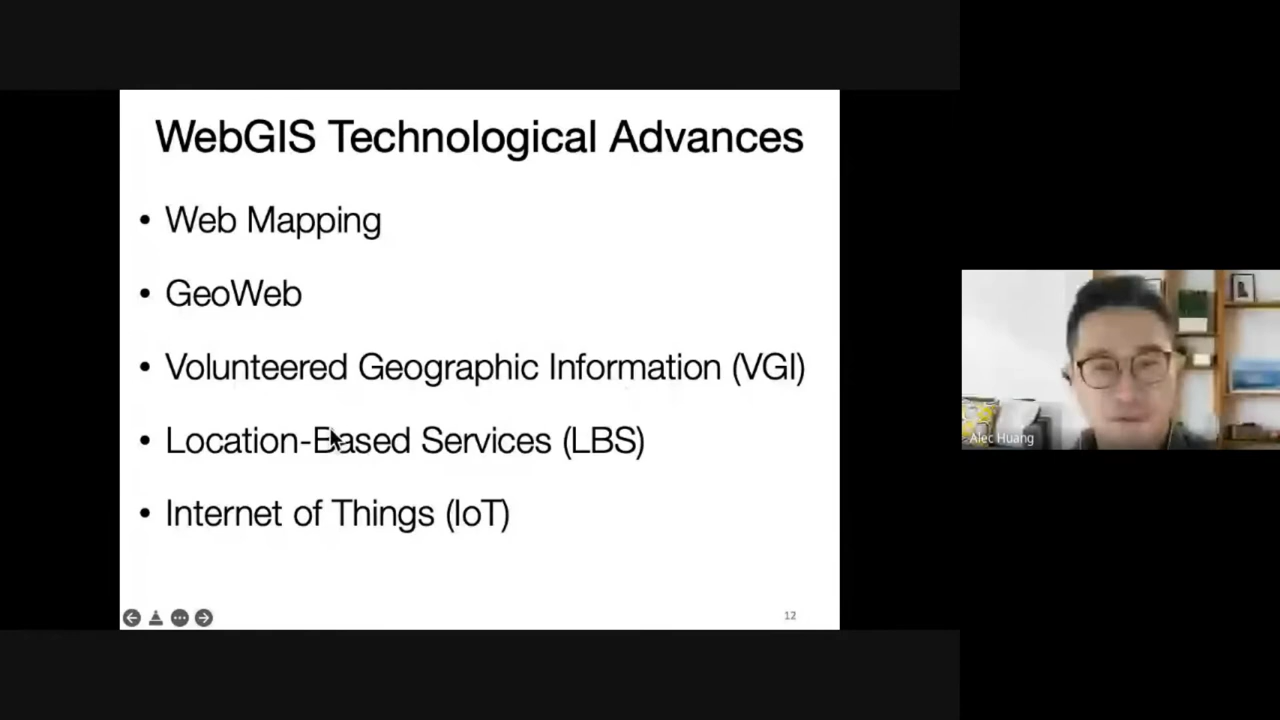 WebGIS Technological Advances
• Web Mapping
• GeoWeb
• Volunteered Geographic Information (VGI)
• Location-Based Services (LBS)
• Internet of Things (IoT)
12
Alec Huang